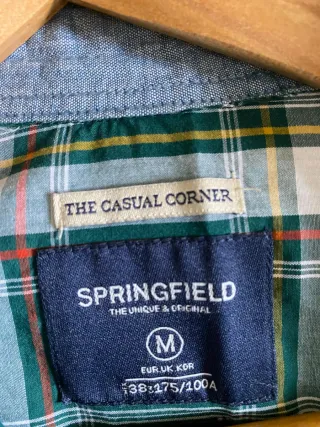 THE CASUAL CORNER
SPRINGFIELD
THE UNIQUE & ORIGINAL
M
EUR.UK KOR
38 175/100A